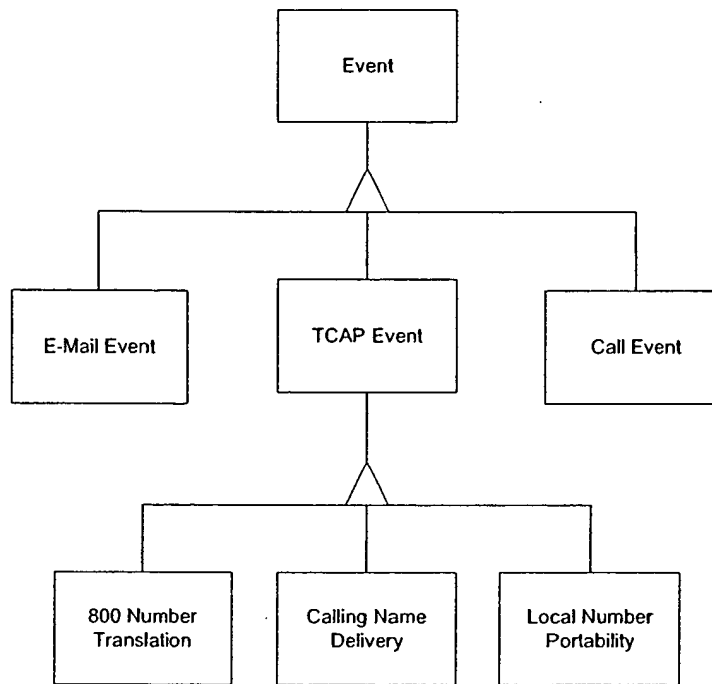 Event
E-Mail Event
TCAP Event
Call Event
800 Number
Translation
Calling Name
Delivery
Local Number
Portability